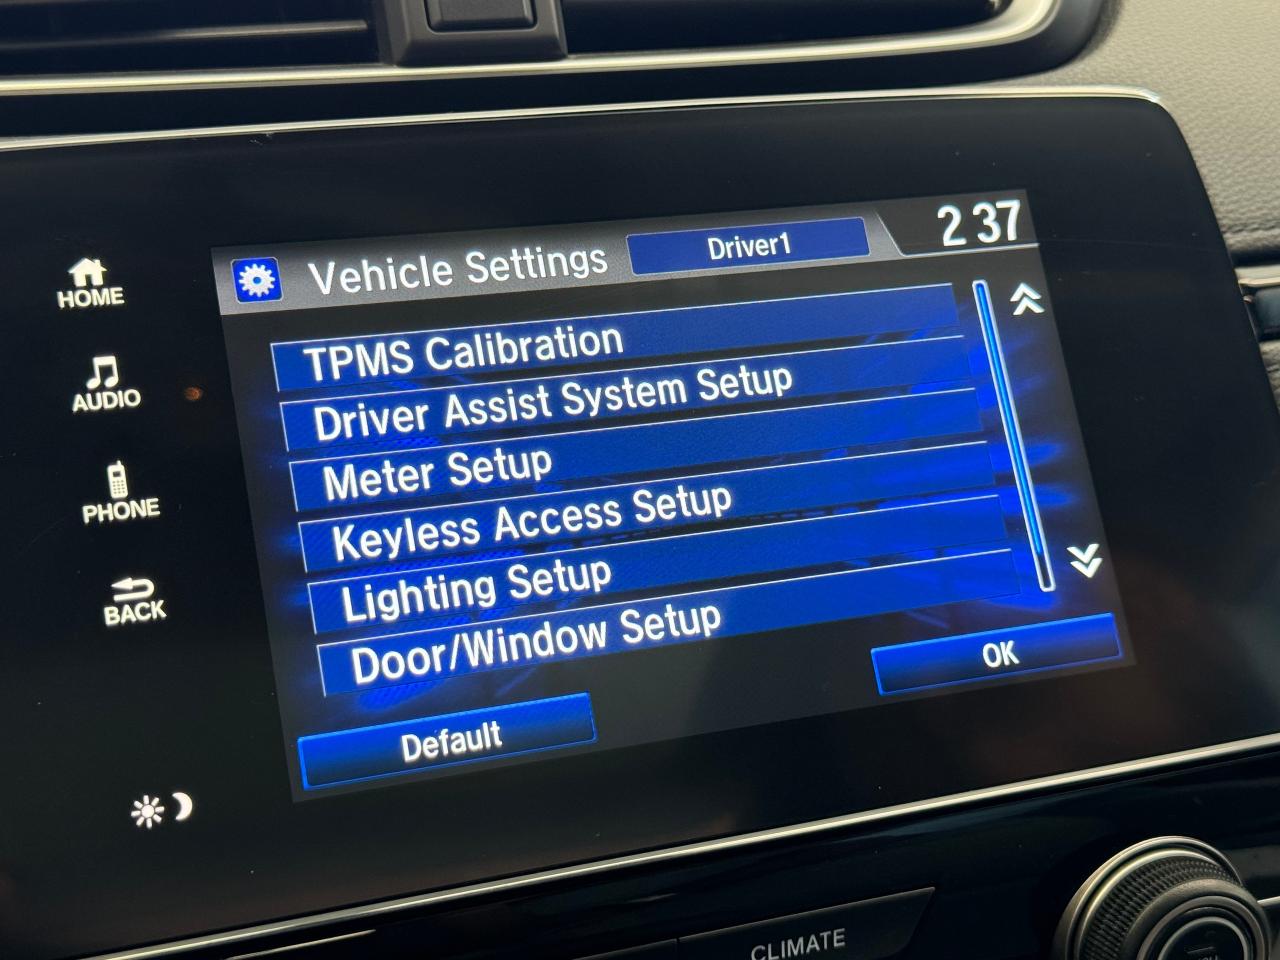 Vehicle Settings
Driver1
2 37
HOME
AUDIO
PHONE
BACK
TPMS Calibration
Driver Assist System Setup
Meter Setup
Keyless Access Setup
Lighting Setup
Door/Window Setup
OK
Default
CLIMATE